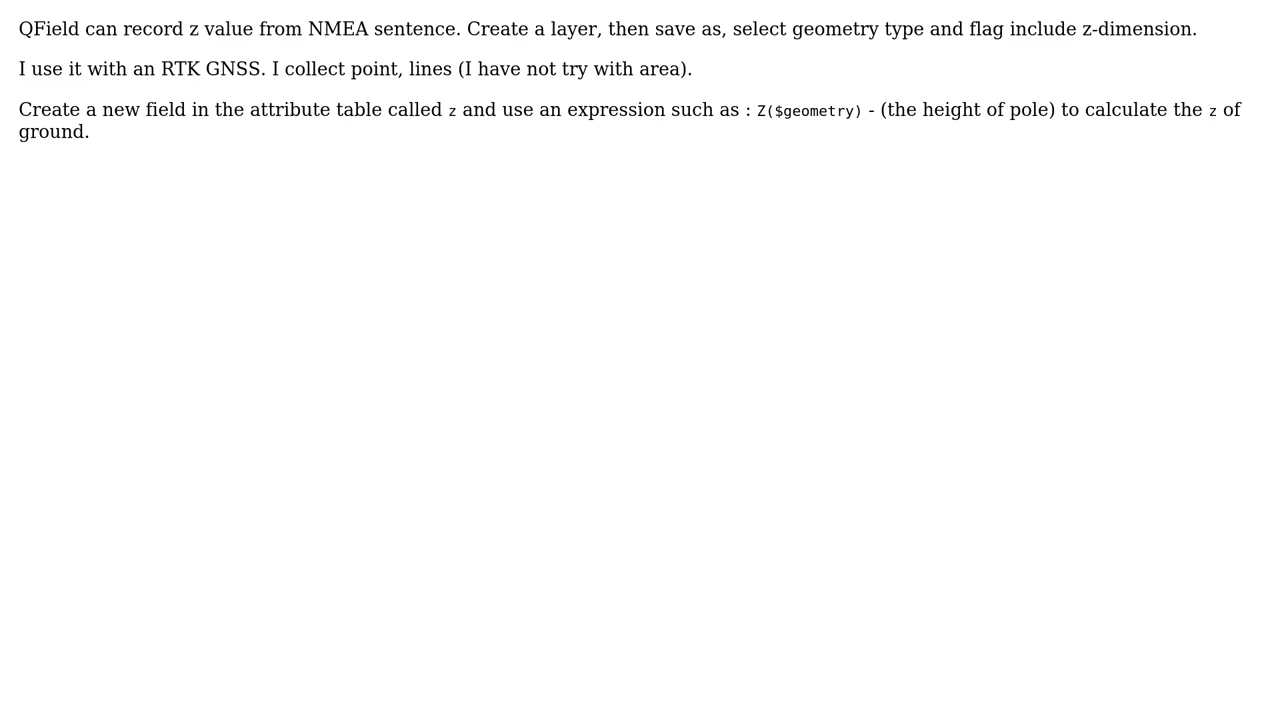 QField can record z value from NMEA sentence. Create a layer, then save as, select geometry type and flag include z-dimension.
I use it with an RTK GNSS. I collect point, lines (I have not try with area).
Create a new field in the attribute table called z and use an expression such as : Z($geometry) - (the height of pole) to calculate the z of
ground.